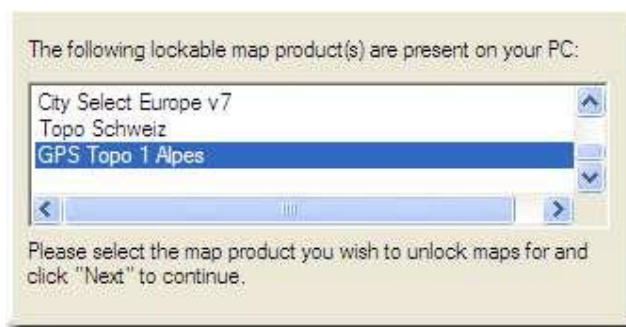 The following lockable map product(s) are present on your PC:
City Select Europe v7
Topo Schweiz
GPS Topo 1 Alpes
Please select the map product you wish to unlock maps for and
click "Next" to continue.